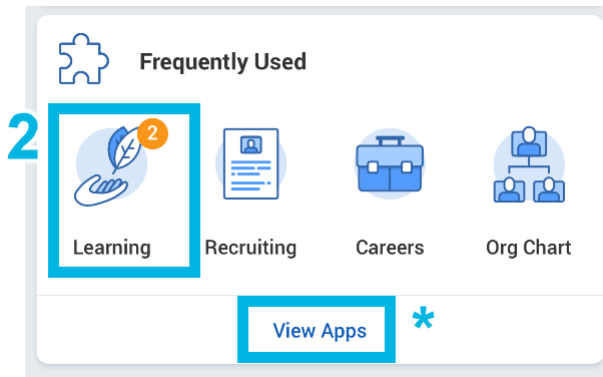 Frequently Used
2
2
Learning Recruiting Careers Org Chart
View Apps *